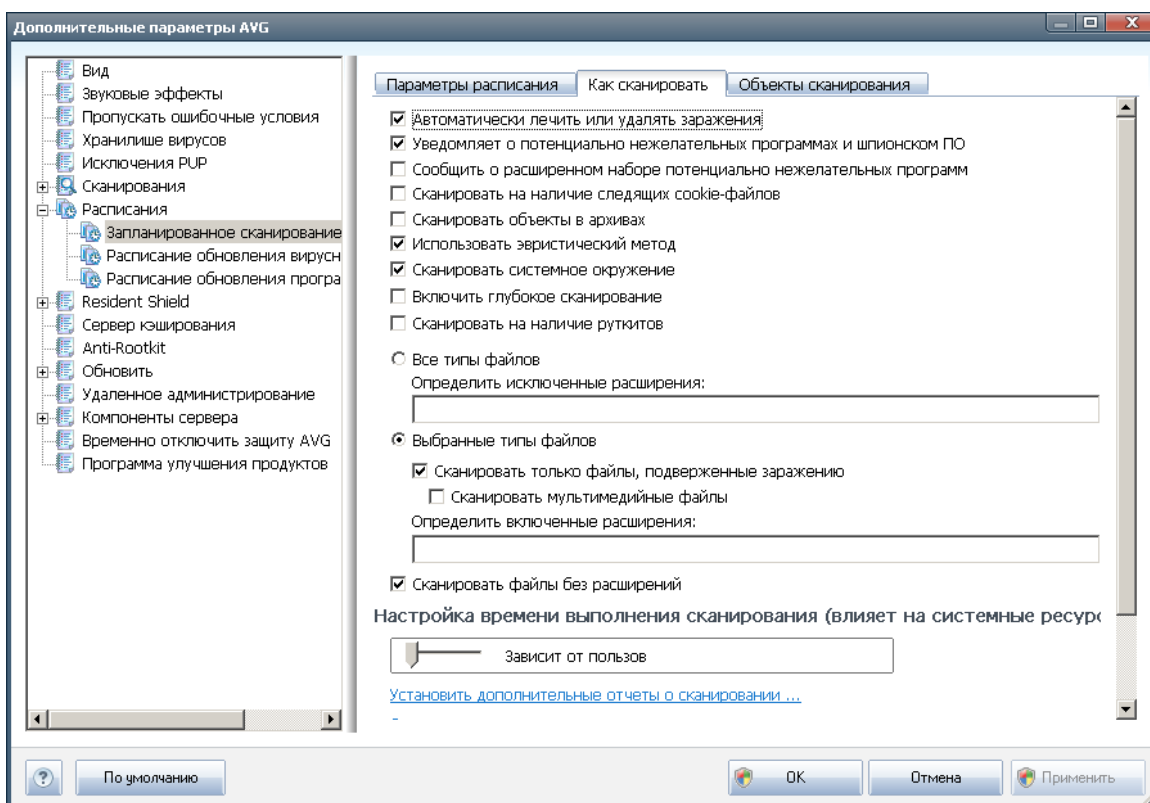 Дополнительные параметры AVG
Вид
Звуковые эффекты
Пропускать ошибочные условия
Хранилише вирусов
Исключения PUP
Сканирования
Расписания
Запланированное сканирование
Расписание обновления вирусн
Расписание обновления програ
Resident Shield
Сервер кэширования
Anti-Rootkit
Обновить
Удаленное администрирование
Компоненты сервера
Временно отключить защиту AVG
Программа улучшения продуктов
Параметры расписания
Как сканировать
Объекты сканирования
Автоматически лечить или удалять заражения
Уведомляет о потенциально нежелательных программах и шпионском ПО
Сообщить о расширенном наборе потенциально нежелательных программ
Сканировать на наличие следящих cookie-файлов
Сканировать объекты в архивах
Использовать эвристический метод
Сканировать системное окружение
Включить глубокое сканирование
Сканировать на наличие руткитов
Все типы файлов
Определить исключенные расширения:
Выбранные типы файлов
Сканировать только файлы, подверженные заражению
Сканировать мультимедийные файлы
Определить включенные расширения:
Сканировать файлы без расширений
Настройка времени выполнения сканирования (влияет на системные ресурс
Зависит от пользов
Установить дополнительные отчеты о сканировании ...
? По умолчанию
OK
Отмена
Применить